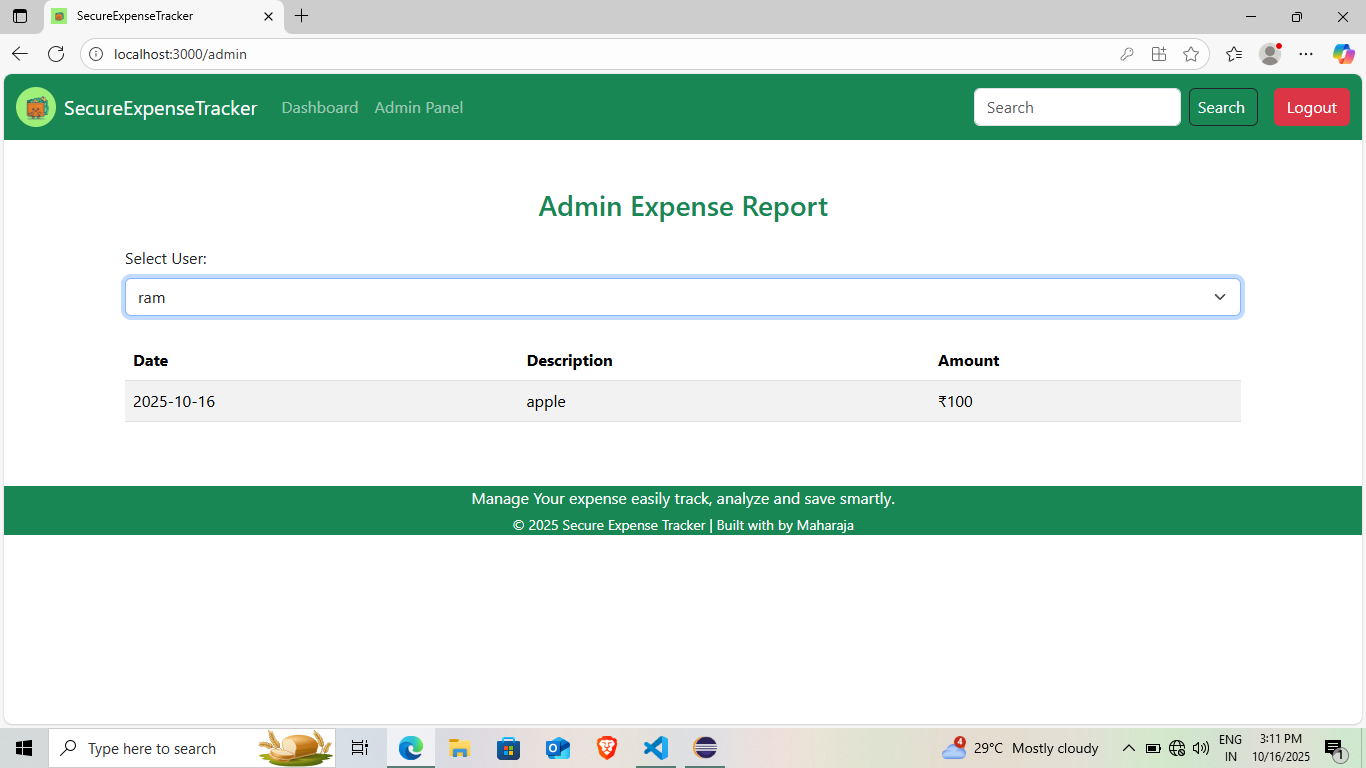 SecureExpenseTracker
localhost:3000/admin
SecureExpenseTracker Dashboard Admin Panel Search Search Logout
Admin Expense Report
Select User:
ram
Date Description Amount
2025-10-16 apple ₹100
Manage Your expense easily track, analyze and save smartly.
© 2025 Secure Expense Tracker | Built with by Maharaja
Type here to search 4 29°C Mostly cloudy ENG 3:11 PM
IN 10/16/2025 1